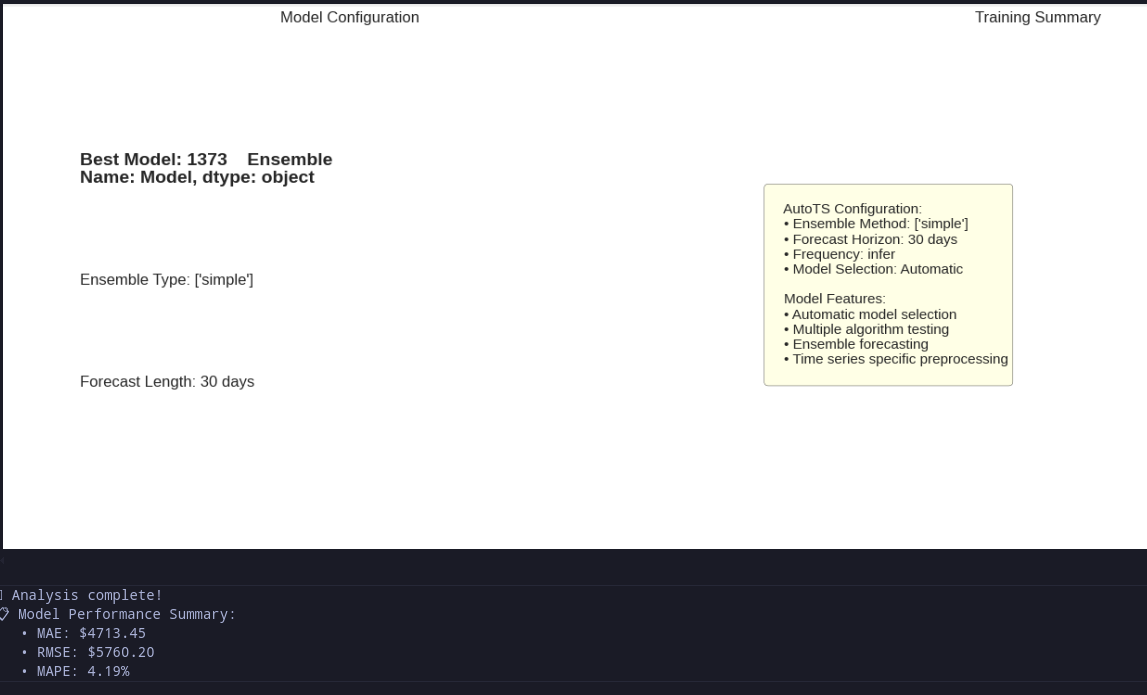 Model Configuration
Training Summary
Best Model: 1373    Ensemble
Name: Model, dtype: object
Ensemble Type: ['simple']
Forecast Length: 30 days
AutoTS Configuration:
• Ensemble Method: ['simple']
• Forecast Horizon: 30 days
• Frequency: infer
• Model Selection: Automatic
Model Features:
• Automatic model selection
• Multiple algorithm testing
• Ensemble forecasting
• Time series specific preprocessing
Analysis complete!
Model Performance Summary:
• MAE: $4713.45
• RMSE: $5760.20
• MAPE: 4.19%